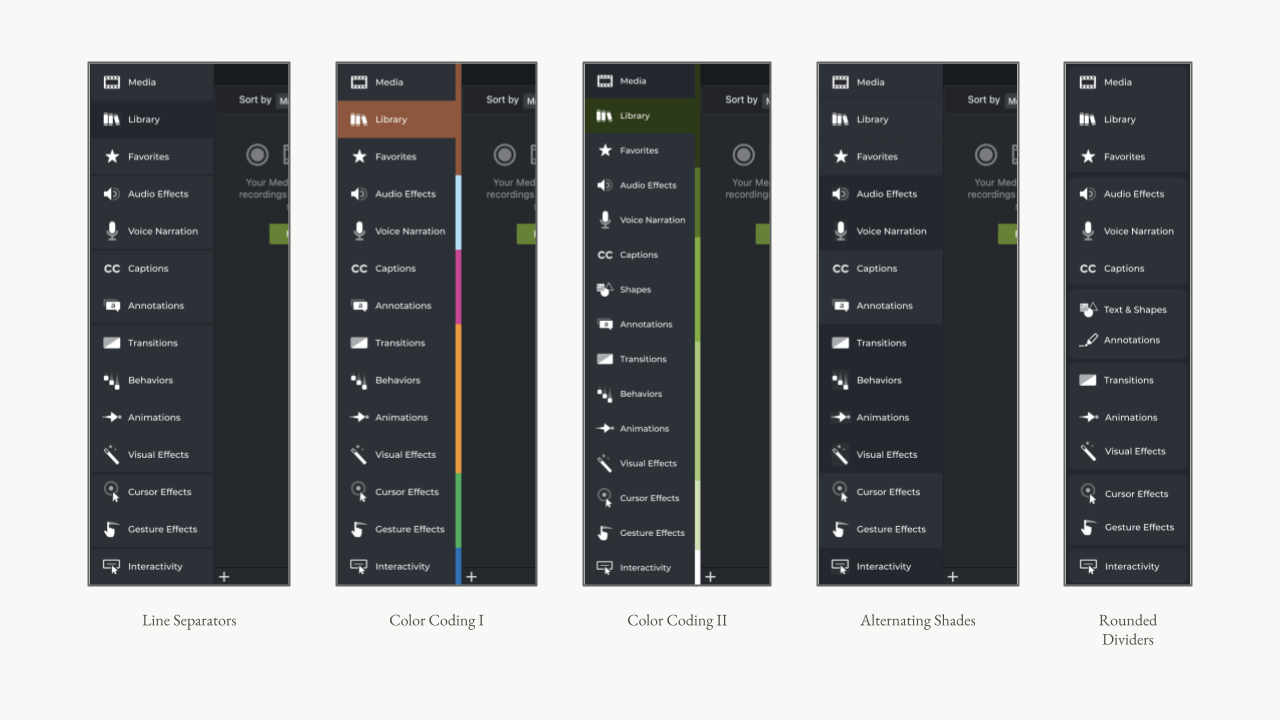 Media
Library
Favorites
Audio Effects
Voice Narration
Captions
Annotations
Transitions
Behaviors
Animations
Visual Effects
Cursor Effects
Gesture Effects
Interactivity
Sort by
Your Med
recordings
Line Separators
Media
Library
Favorites
Audio Effects
Voice Narration
Captions
Annotations
Transitions
Behaviors
Animations
Visual Effects
Cursor Effects
Gesture Effects
Interactivity
Sort by
Your Med
recordings
Color Coding I
Media
Library
Favorites
Audio Effects
Voice Narration
Captions
Shapes
Annotations
Transitions
Behaviors
Animations
Visual Effects
Cursor Effects
Gesture Effects
Interactivity
Sort by
Your Med
recordings
Color Coding II
Media
Library
Favorites
Audio Effects
Voice Narration
Captions
Annotations
Transitions
Behaviors
Animations
Visual Effects
Cursor Effects
Gesture Effects
Interactivity
Sort by
Your Med
recordings
Alternating Shades
Media
Library
Favorites
Audio Effects
Voice Narration
Captions
Text & Shapes
Annotations
Transitions
Animations
Visual Effects
Cursor Effects
Gesture Effects
Interactivity
Rounded
Dividers